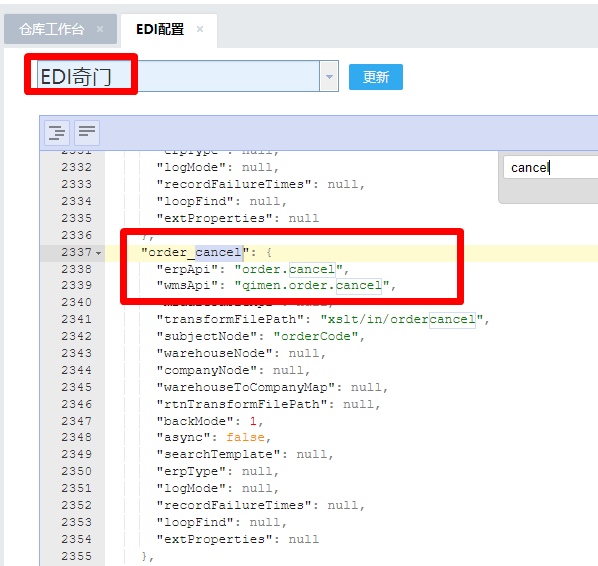 仓库工作台 ×
EDI配置 ×
EDI奇门
更新
cancel
2331 "erpType": null,
2332 "logMode": null,
2333 "recordFailureTimes": null,
2334 "loopFind": null,
2335 "extProperties": null
2336 },
2337 "order_cancel": {
2338 "erpApi": "order.cancel",
2339 "wmsApi": "qimen.order.cancel",
2340
2341 "transformFilePath": "xslt/in/ordercancel",
2342 "subjectNode": "orderCode",
2343 "warehouseNode": null,
2344 "companyNode": null,
2345 "warehouseToCompanyMap": null,
2346 "rtnTransformFilePath": null,
2347 "backMode": 1,
2348 "async": false,
2349 "searchTemplate": null,
2350 "erpType": null,
2351 "logMode": null,
2352 "recordFailureTimes": null,
2353 "loopFind": null,
2354 "extProperties": null
2355 },